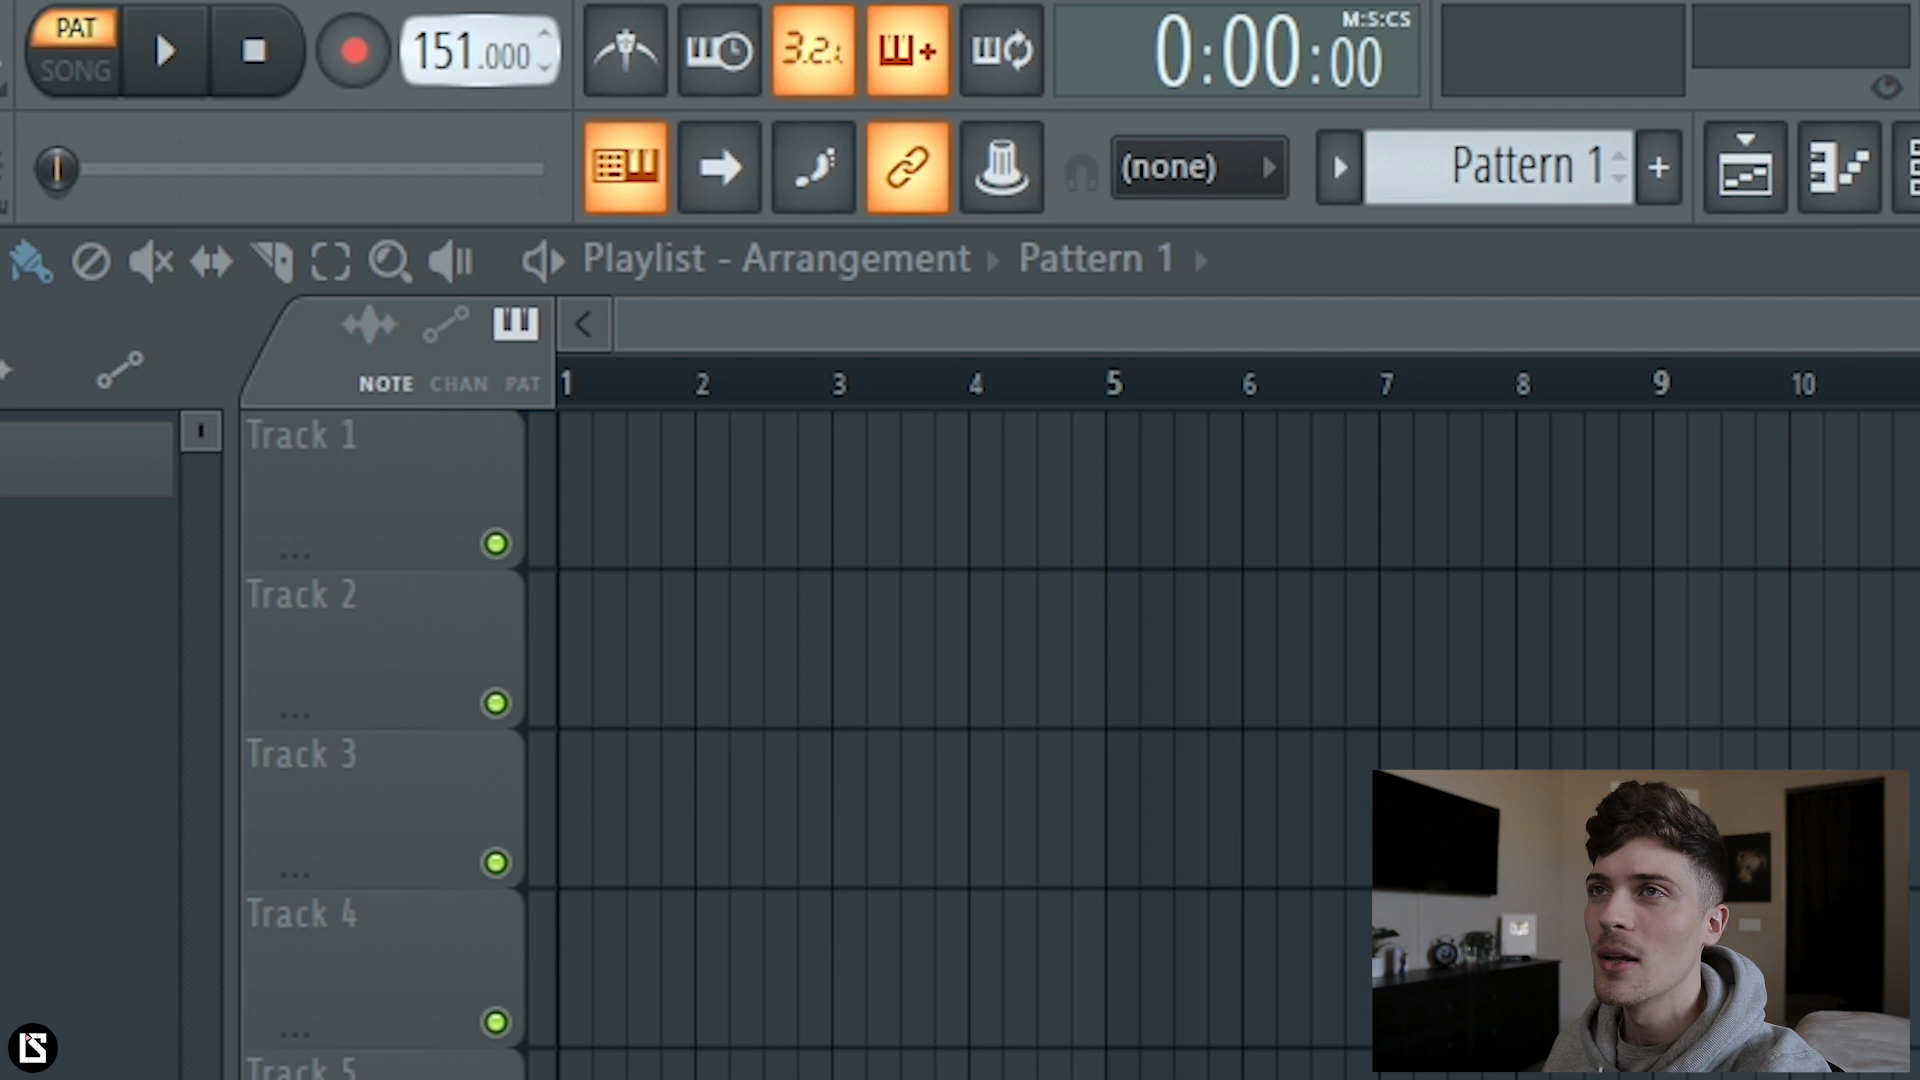 PAT
SONG
151.000
3.2.
M:S:CS
0:00:00
(none)
Pattern 1
Playlist - Arrangement
Pattern 1
NOTE CHAN PAT
1 2 3 4 5 6 7 8 9 10
Track 1
...
Track 2
...
Track 3
...
Track 4
...
Track 5